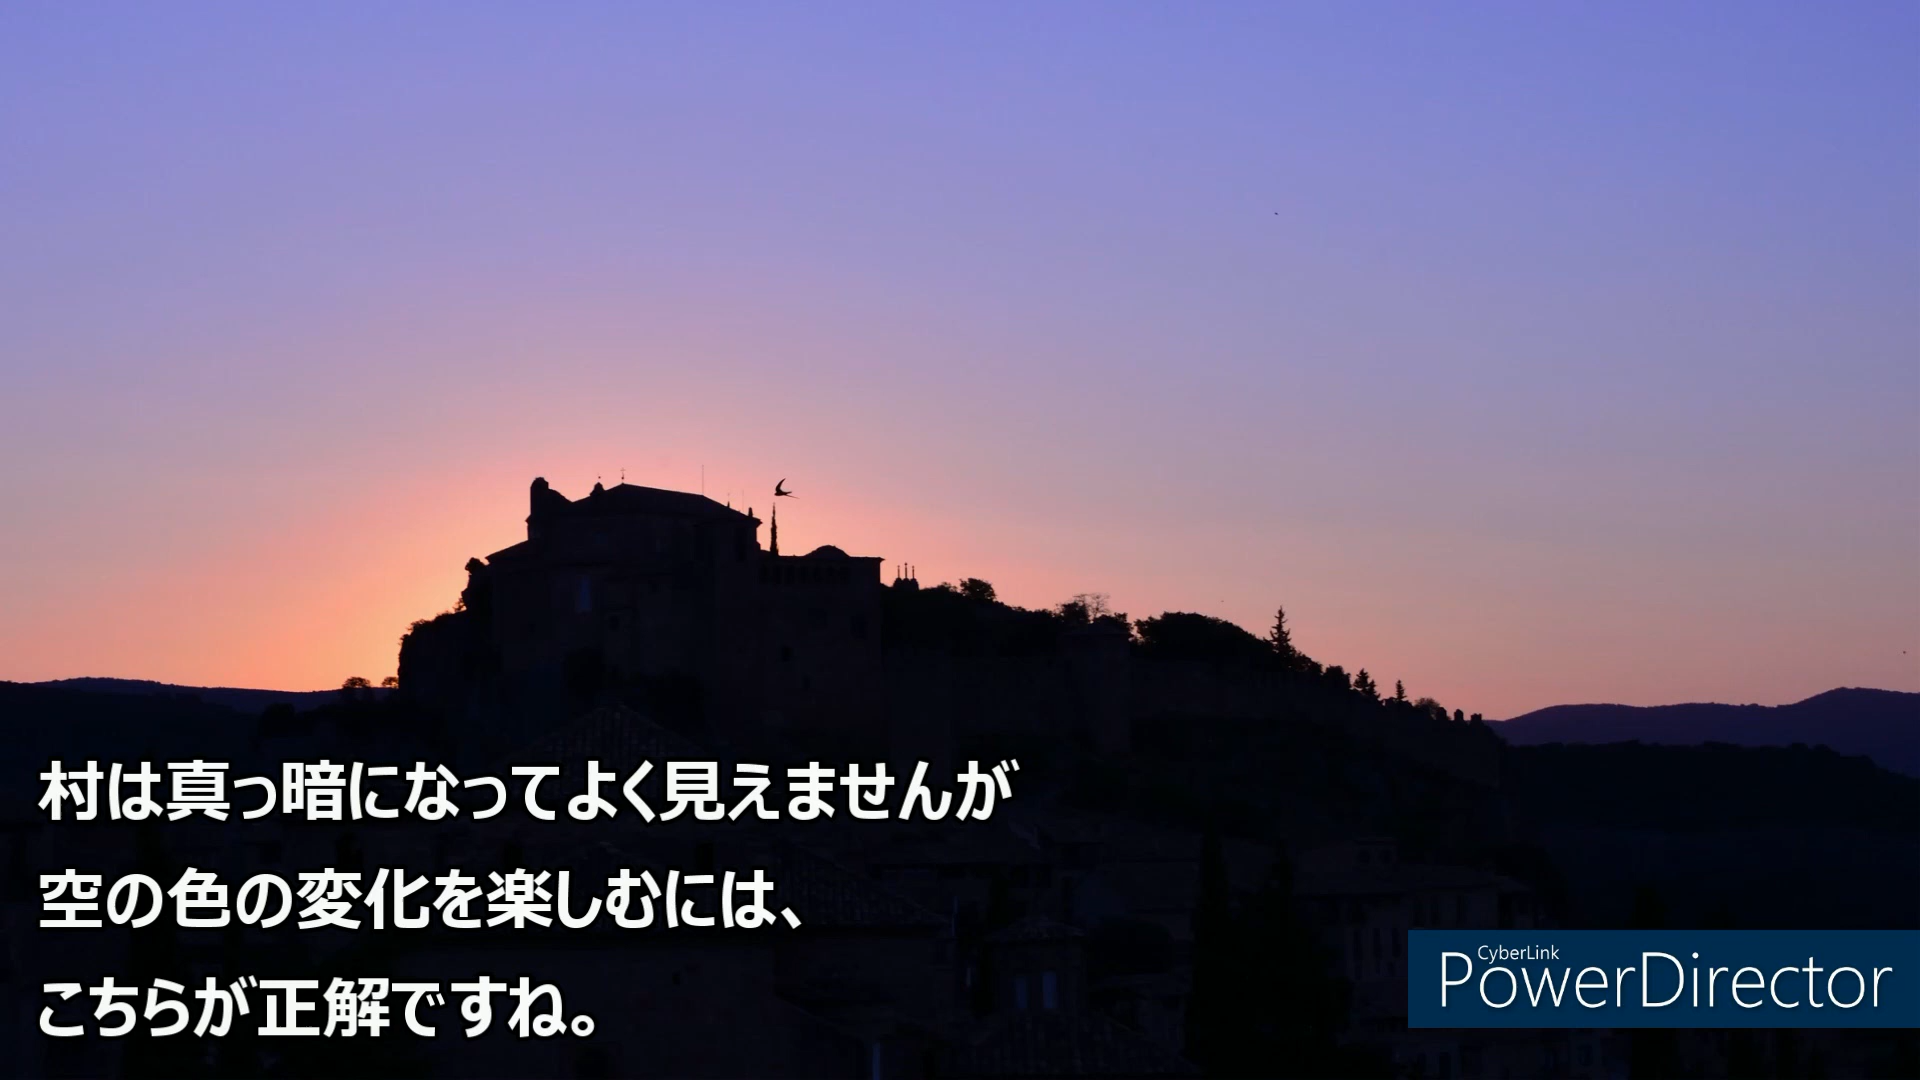 村は真っ暗になってよく見えませんが
空の色の変化を楽しむには、
こちらが正解ですね。
CyberLink
PowerDirector